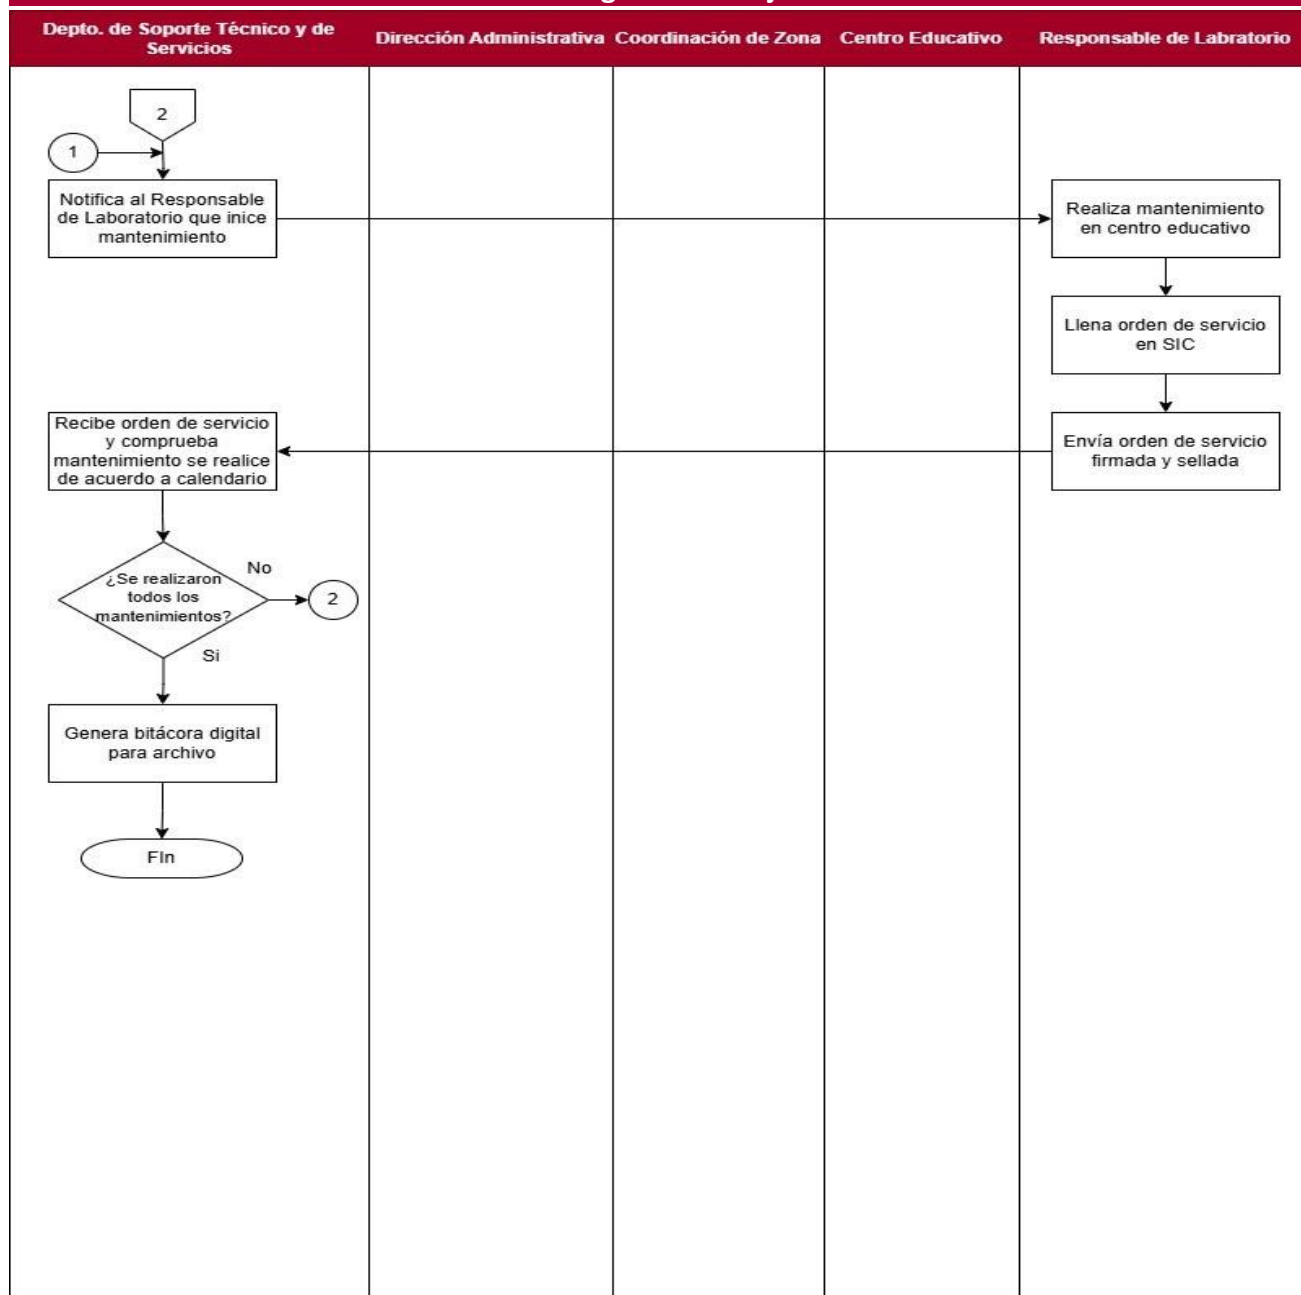 Depto. de Soporte Técnico y de
Servicios
Dirección Administrativa
Coordinación de Zona
Centro Educativo
Responsable de Labratorio
2
1
Notifica al Responsable
de Laboratorio que inice
mantenimiento
Realiza mantenimiento
en centro educativo
Llena orden de servicio
en SIC
Recibe orden de servicio
y comprueba
mantenimiento se realice
de acuerdo a calendario
Envía orden de servicio
firmada y sellada
¿Se realizaron
todos los
mantenimientos?
No
2
Si
Genera bitácora digital
para archivo
FIn